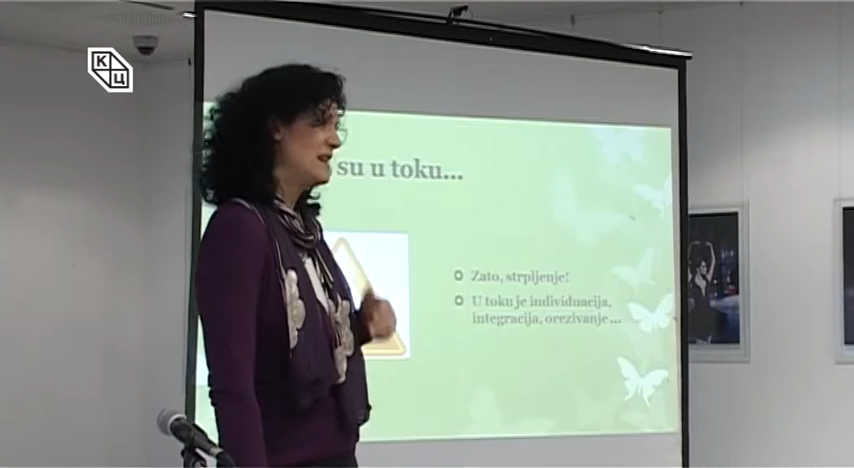 К
Ц
su u toku...
Zato, strpljenje!
U toku je individuacija,
integracija, orezivanje...